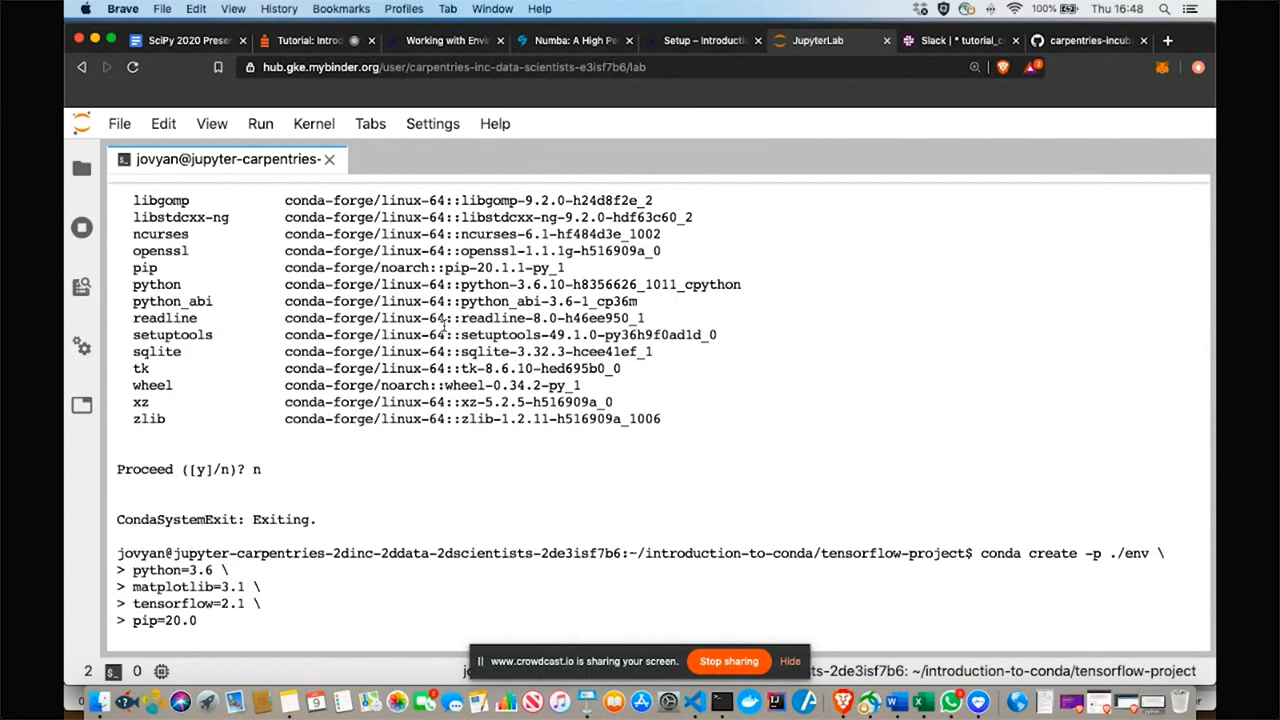 Brave File Edit View History Bookmarks Profiles Tab Window Help 100% Thu 16:48
SciPy 2020 Prese Tutorial: Introd Working with Envi Numba: A High P Setup – Introductio JupyterLab Slack | * tutorial_c carpentries-incub
hub.gke.mybinder.org/user/carpentries-inc-data-scientists-e3isf7b6/lab
File Edit View Run Kernel Tabs Settings Help
jovyan@jupyter-carpentries-
libgomp conda-forge/linux-64::libgomp-9.2.0-h24d8f2e_2
libstdcxx-ng conda-forge/linux-64::libstdcxx-ng-9.2.0-hdf63c60_2
ncurses conda-forge/linux-64::ncurses-6.1-hf484d3e_1002
openssl conda-forge/linux-64::openssl-1.1.1g-h516909a_0
pip conda-forge/noarch::pip-20.1.1-py_1
python conda-forge/linux-64::python-3.6.10-h8356626_1011_cpython
python_abi conda-forge/linux-64::python_abi-3.6-1_cp36m
readline conda-forge/linux-64::readline-8.0-h46ee950_1
setuptools conda-forge/linux-64::setuptools-49.1.0-py36h9f0ad1d_0
sqlite conda-forge/linux-64::sqlite-3.32.3-hcee41ef_1
tk conda-forge/linux-64::tk-8.6.10-hed695b0_0
wheel conda-forge/noarch::wheel-0.34.2-py_1
xz conda-forge/linux-64::xz-5.2.5-h516909a_0
zlib conda-forge/linux-64::zlib-1.2.11-h516909a_1006
Proceed ([y]/n)? n
CondaSystemExit: Exiting.
jovyan@jupyter-carpentries-2dinc-2ddata-2dscientists-2de3isf7b6:~/introduction-to-conda/tensorflow-project$ conda create -p ./env \
> python=3.6 \
> matplotlib=3.1 \
> tensorflow=2.1 \
> pip=20.0
www.crowdcast.io is sharing your screen. Stop sharing Hide
2 0 jo s-2de3isf7b6: ~/introduction-to-conda/tensorflow-project